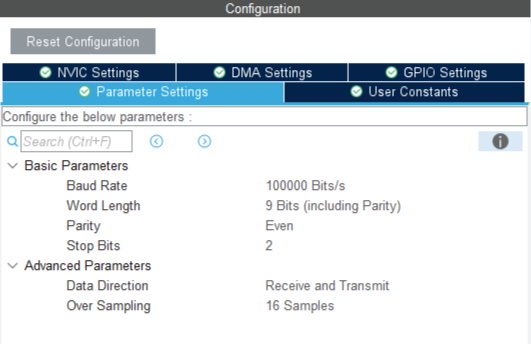 Configuration
Reset Configuration
NVIC Settings DMA Settings GPIO Settings
Parameter Settings User Constants
Configure the below parameters :
Search (Ctrl+F)
Basic Parameters
Baud Rate 100000 Bits/s
Word Length 9 Bits (including Parity)
Parity Even
Stop Bits 2
Advanced Parameters
Data Direction Receive and Transmit
Over Sampling 16 Samples